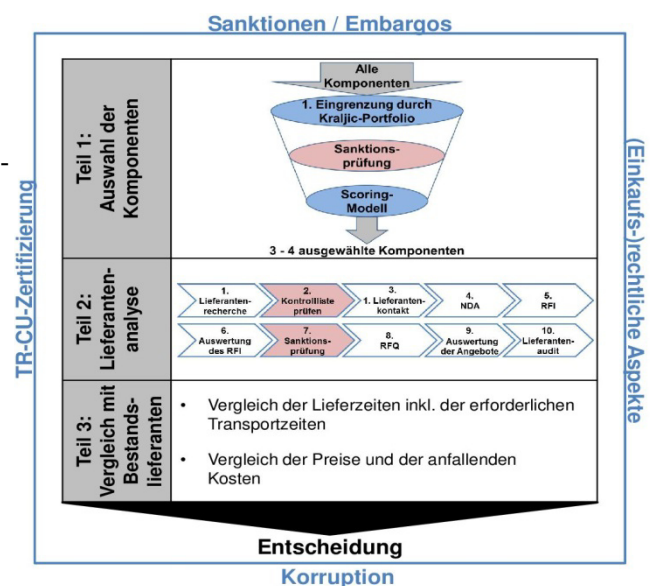 Sanktionen / Embargos
TR-CU-Zertifizierung
(Einkaufs-)rechtliche Aspekte
-
Teil 1:
Auswahl der
Komponenten
Alle
Komponenten
1. Eingrenzung durch
Kraljic-Portfolio
Sanktions-
prüfung
Scoring-
Modell
3 - 4 ausgewählte Komponenten
Teil 2:
Lieferanten-
analyse
1.
Lieferanten-
recherche
2.
Kontrollliste
prüfen
3.
1. Lieferanten-
kontakt
4.
NDA
5.
RFI
6.
Auswertung
des RFI
7.
Sanktions-
prüfung
8.
RFQ
9.
Auswertung
der Angebote
10.
Lieferanten-
audit
Teil 3:
Vergleich mit
Bestands-
lieferanten
• Vergleich der Lieferzeiten inkl. der erforderlichen
Transportzeiten
• Vergleich der Preise und der anfallenden
Kosten
Entscheidung
Korruption